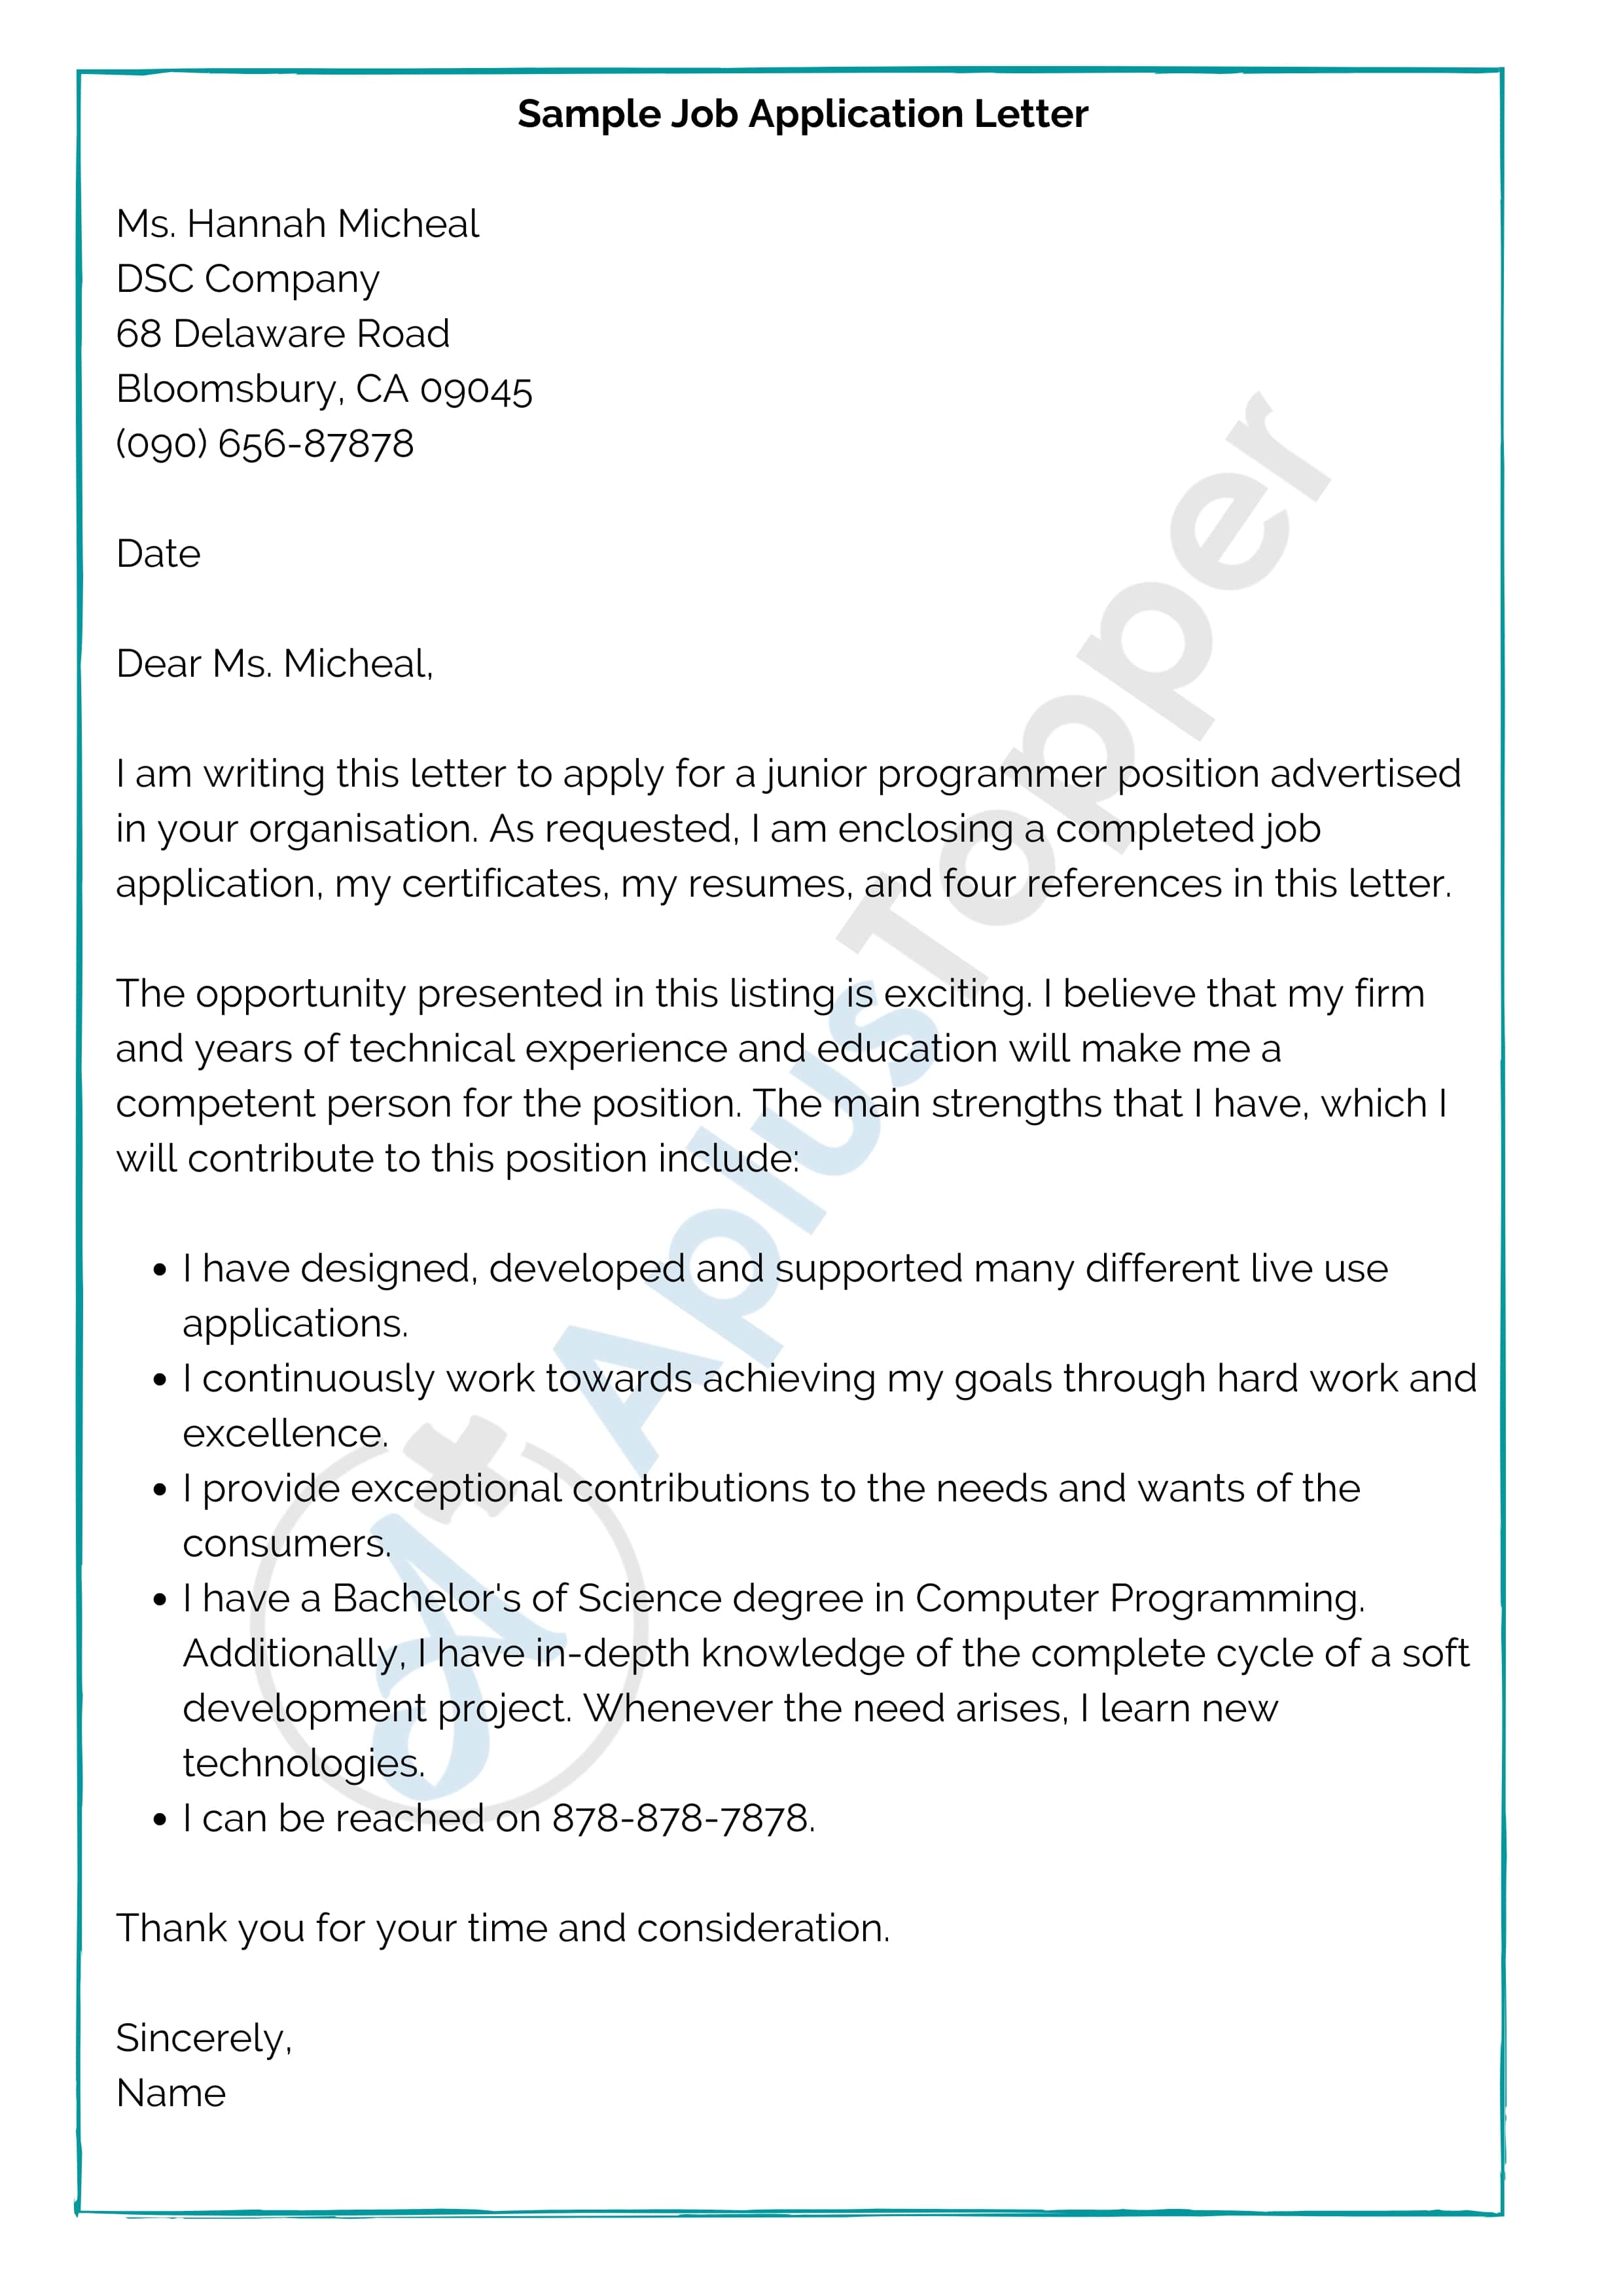 Sample Job Application Letter
Ms. Hannah Micheal
DSC Company
68 Delaware Road
Bloomsbury, CA 09045
(090) 656-87878
Date
Dear Ms. Micheal,
I am writing this letter to apply for a junior programmer position advertised
in your organisation. As requested, I am enclosing a completed job
application, my certificates, my resumes, and four references in this letter.
The opportunity presented in this listing is exciting. I believe that my firm
and years of technical experience and education will make me a
competent person for the position. The main strengths that I have, which I
will contribute to this position include:
• I have designed, developed and supported many different live use
applications.
• I continuously work towards achieving my goals through hard work and
excellence.
• I provide exceptional contributions to the needs and wants of the
consumers.
• I have a Bachelor's of Science degree in Computer Programming.
Additionally, I have in-depth knowledge of the complete cycle of a soft
development project. Whenever the need arises, I learn new
technologies.
• I can be reached on 878-878-7878.
Thank you for your time and consideration.
Sincerely,
Name
A+ AplusTopper